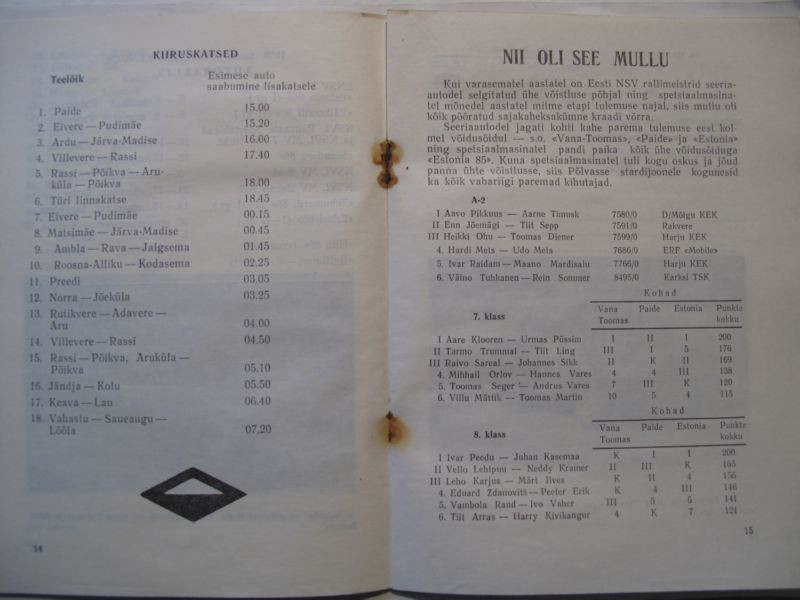 KIIRUSKATSED
Teelõik
Esimese auto
saabumine lisakatsele
1. Paide 15.00
2. Eivere — Pudimäe 15.20
3. Ardu — Järva-Madise 16.00
4. Villevere — Rassi 17.40
5. Rassi — Põikva — Aru-
küla — Põikva 18.00
6. Türi linnakatse 18.45
7. Eivere — Pudimäe 00.15
8. Matsimäe — Järva-Madise 00.45
9. Ambla — Rava — Jalgsema 01.45
10. Roosna-Alliku — Kodasema 02.25
11. Preedi 03.05
12. Norra — Jõeküla 03.25
13. Rutikvere — Adavere —
Aru 04.00
14. Villevere — Rassi 04.50
15. Rassi — Põikva, Aruküla —
Põikva 05.10
16. Jändja — Kolu 05.50
17. Keava — Lau 06.40
18. Vahastu — Saueaugu —
Lõõla 07.20
14
NII OLI SEE MULLU
Kui varasematel aastatel on Eesti NSV rallimeistrid seeria-
autodel selgitatud ühe võistluse põhjal ning spetsiaalmasina-
tel mõnedel aastatel mitme etapi tulemuse najal, siis mullu oli
kõik pööratud sajakaheksakümne kraadi võrra.
Seeriaautodel jagati kohti kahe parema tulemuse eest kol-
mel võidusõidul — s.o. «Vana-Toomas», «Paide» ja «Estonia»
ning spetsiaalmasinatel pandi paika kõik ühe võidusõiduga
«Estonia 85». Kuna spetsiaalmasinatel tuli kogu oskus ja jõud
panna ühte võistlusse, siis Põlvasse stardijoonele kogunesid
ka kõik vabariigi paremad kihutajad.
A-2
I Aavo Pikkuus — Aarne Timusk 7580/0 D/Mõigu KEK
II Enn Jõemägi — Tiit Sepp 7591/0 Rakvere
III Heikki Ohu — Toomas Diener 7599/0 Harju KEK
4. Hardi Mets — Udo Mets 7686/0 ERF «Mobile»
5. Ivar Raidam — Maano Mardisalu 7766/0 Harju KEK
6. Väino Tuhkanen — Rein Sommer 8495/0 Karksi TSK
Kohad
7. klass
Vana Toomas Paide Estonia Punkte kokku
I Aare Klooren — Urmas Püssim I II I 200
II Tarmo Trummal — Tiit Ling III I 5 176
III Raivo Sareal — Johannes Sikk II K II 169
4. Mihhail Orlov — Hannes Vares 4 4 III 138
5. Toomas Seger — Andrus Vares 7 III K 120
6. Villu Mättik — Toomas Martin 10 5 4 115
Kohad
8. klass
Vana Toomas Paide Estonia Punkte kokku
I Ivar Peedu — Juhan Kasemaa K I I 200
II Vello Lehtpuu — Neddy Kramer II III K 165
III Leho Karjus — Märt Ilves K II 4 156
4. Eduard Zdanovitš — Peeter Erik K 4 III 146
5. Vambola Rand — Ivo Vaher III 5 5 141
6. Tiit Arras — Harry Kivikangur 4 K 7 121
15